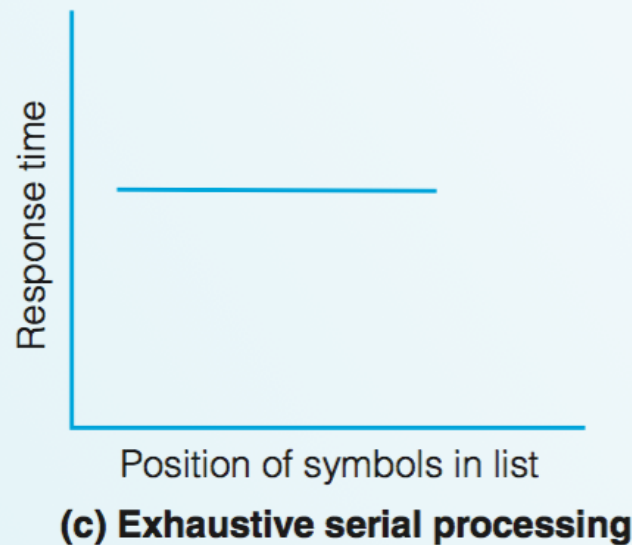 Response time
Position of symbols in list
(c) Exhaustive serial processing